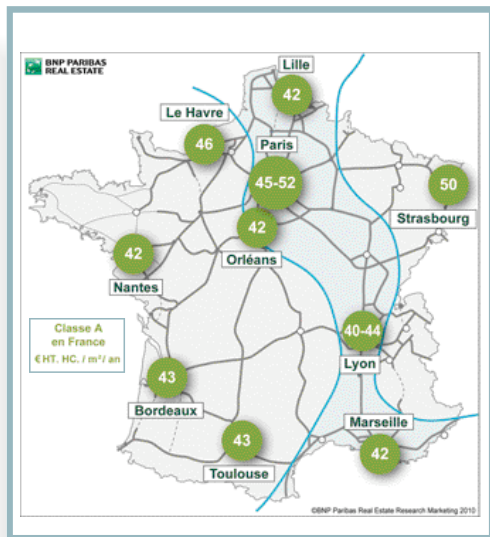 BNP PARIBAS
REAL ESTATE
Lille
42
Le Havre
46
Paris
45-52
50
Strasbourg
42
Orléans
42
Nantes
Classe A
en France
€ HT. HC. / m²/ an
40-44
Lyon
43
Bordeaux
Marseille
42
43
Toulouse
©BNP Paribas Real Estate Research Marketing 2010